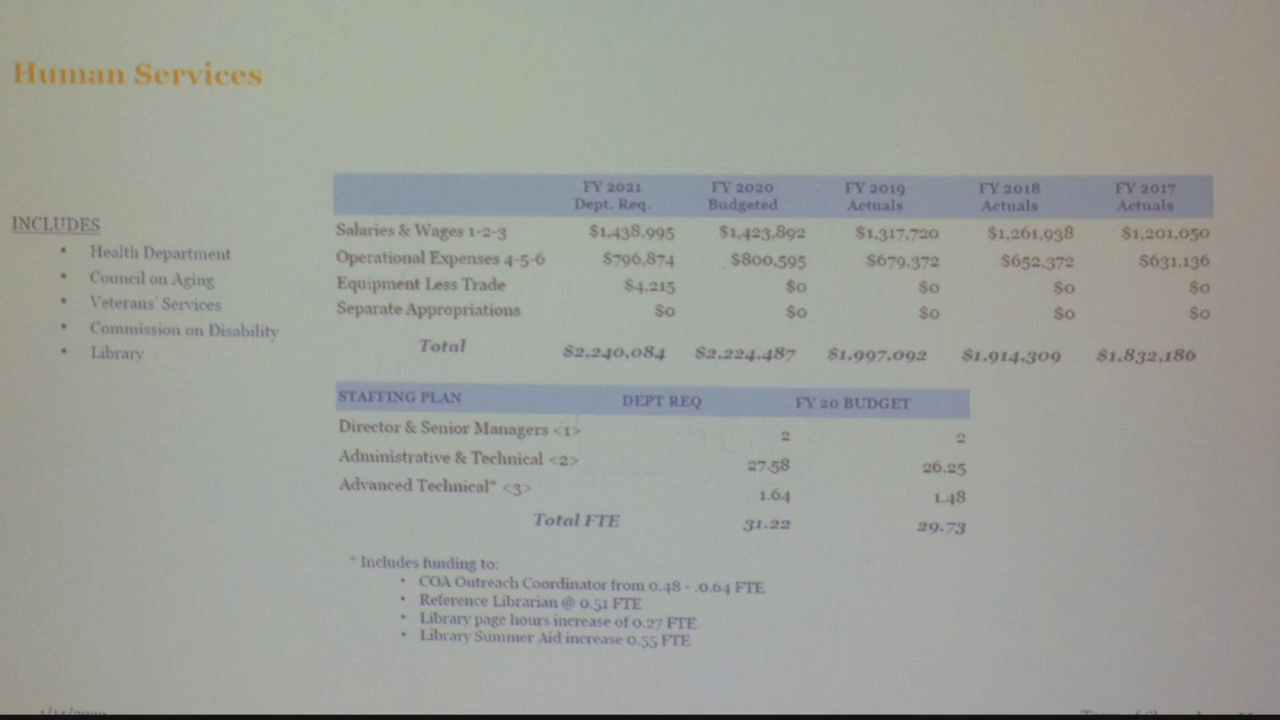 Human Services
INCLUDES
▪ Health Department
▪ Council on Aging
▪ Veterans' Services
▪ Commission on Disability
▪ Library
FY 2021 FY 2020 FY 2019 FY 2018 FY 2017
Dept. Req. Budgeted Actuals Actuals Actuals
Salaries & Wages 1-2-3 $1,438,995 $1,423,892 $1,317,720 $1,261,938 $1,201,050
Operational Expenses 4-5-6 $796,874 $800,595 $679,372 $652,372 $631,136
Equipment Less Trade $4,215 $0 $0 $0 $0
Separate Appropriations $0 $0 $0 $0 $0
Total $2,240,084 $2,224,487 $1,997,092 $1,914,309 $1,832,186
STAFFING PLAN DEPT REQ FY 20 BUDGET
Director & Senior Managers <1> 2 2
Administrative & Technical <2> 27.58 26.25
Advanced Technical* <3> 1.64 1.48
Total FTE 31.22 29.73
* Includes funding to:
• COA Outreach Coordinator from 0.48 - .0.64 FTE
• Reference Librarian @ 0.51 FTE
• Library page hours increase of 0.27 FTE
• Library Summer Aid increase 0.55 FTE